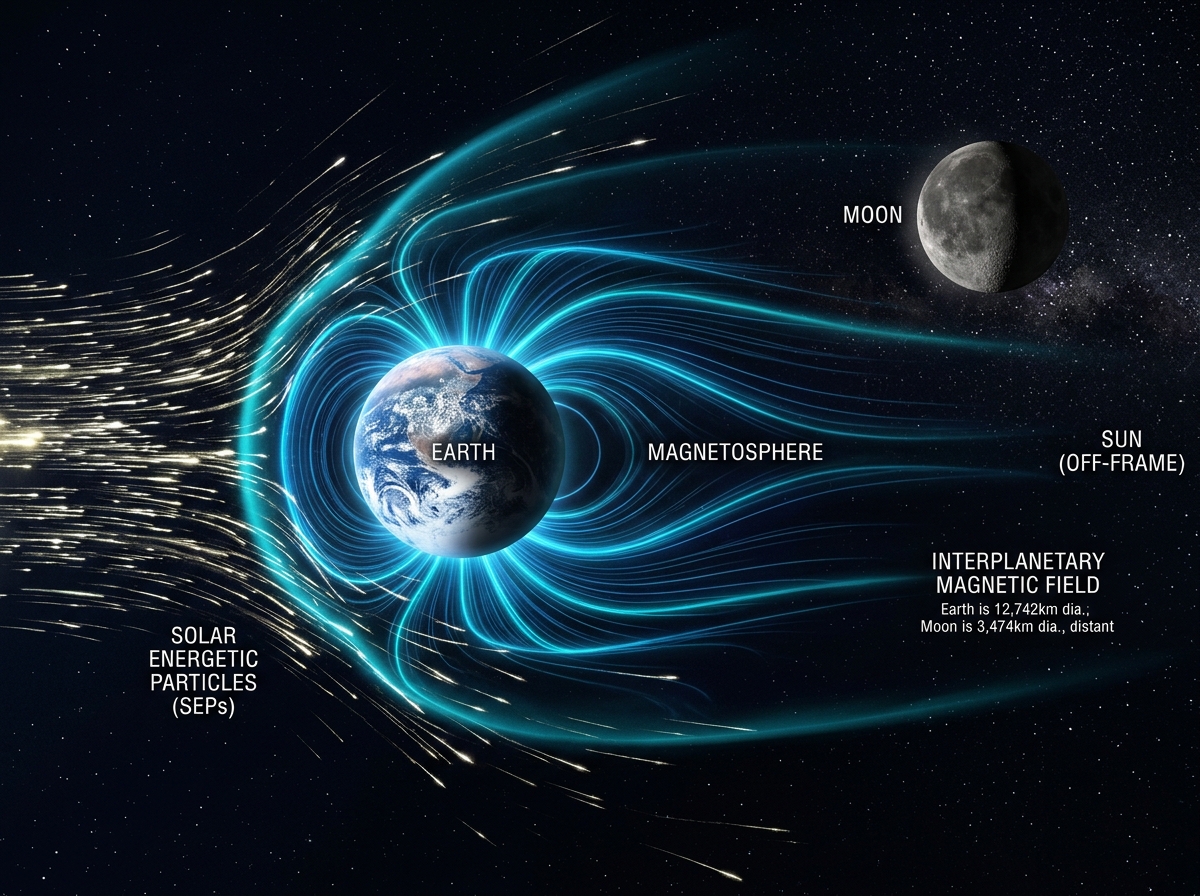 MOON
EARTH
MAGNETOSPHERE
SUN
(OFF-FRAME)
INTERPLANETARY
MAGNETIC FIELD
Earth is 12,742km dia.;
Moon is 3,474km dia., distant
SOLAR
ENERGETIC
PARTICLES
(SEPs)